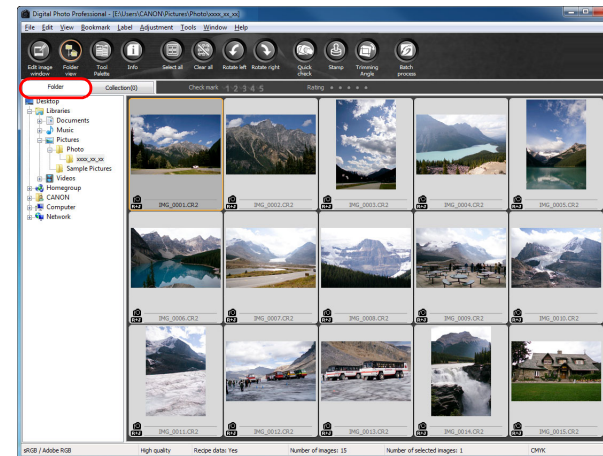 Digital Photo Professional - [E:\Users\CANON\Pictures\Photo\xxxx_xx_xx]
File Edit View Bookmark Label Adjustment Tools Window Help
Edit image window Folder view Tool Palette Info Select all Clear all Rotate left Rotate right Quick check Stamp Trimming Angle Batch process
Folder Collection(0) Check mark 1 2 3 4 5 Rating
Desktop
Libraries
Documents
Music
Pictures
Photo
xxxx_xx_xx
Sample Pictures
Videos
Homegroup
CANON
Computer
Network
IMG_0001.CR2 IMG_0002.CR2 IMG_0003.CR2 IMG_0004.CR2 IMG_0005.CR2
IMG_0006.CR2 IMG_0007.CR2 IMG_0008.CR2 IMG_0009.CR2 IMG_0010.CR2
IMG_0011.CR2 IMG_0012.CR2 IMG_0013.CR2 IMG_0014.CR2 IMG_0015.CR2
sRGB / Adobe RGB High quality Recipe data: Yes Number of images: 15 Number of selected images: 1 CMYK